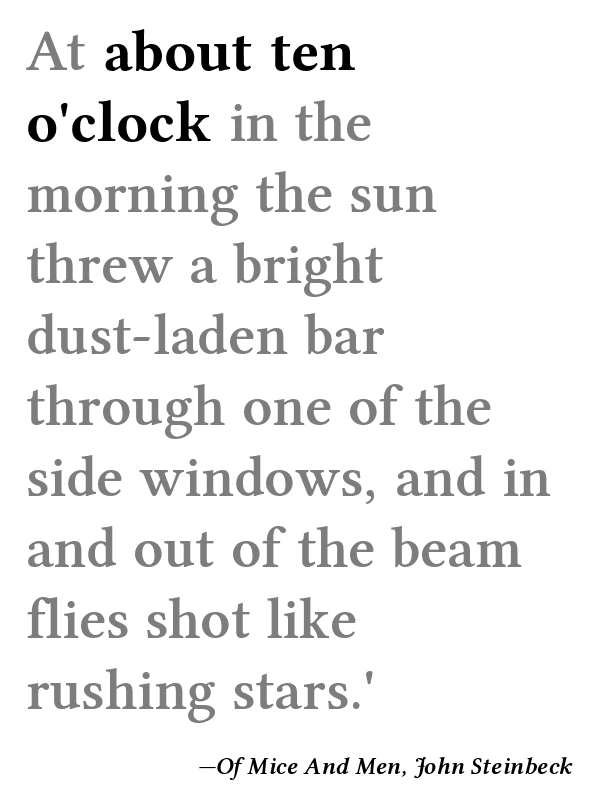 At about ten
o'clock in the
morning the sun
threw a bright
dust-laden bar
through one of the
side windows, and in
and out of the beam
flies shot like
rushing stars.'
—Of Mice And Men, John Steinbeck